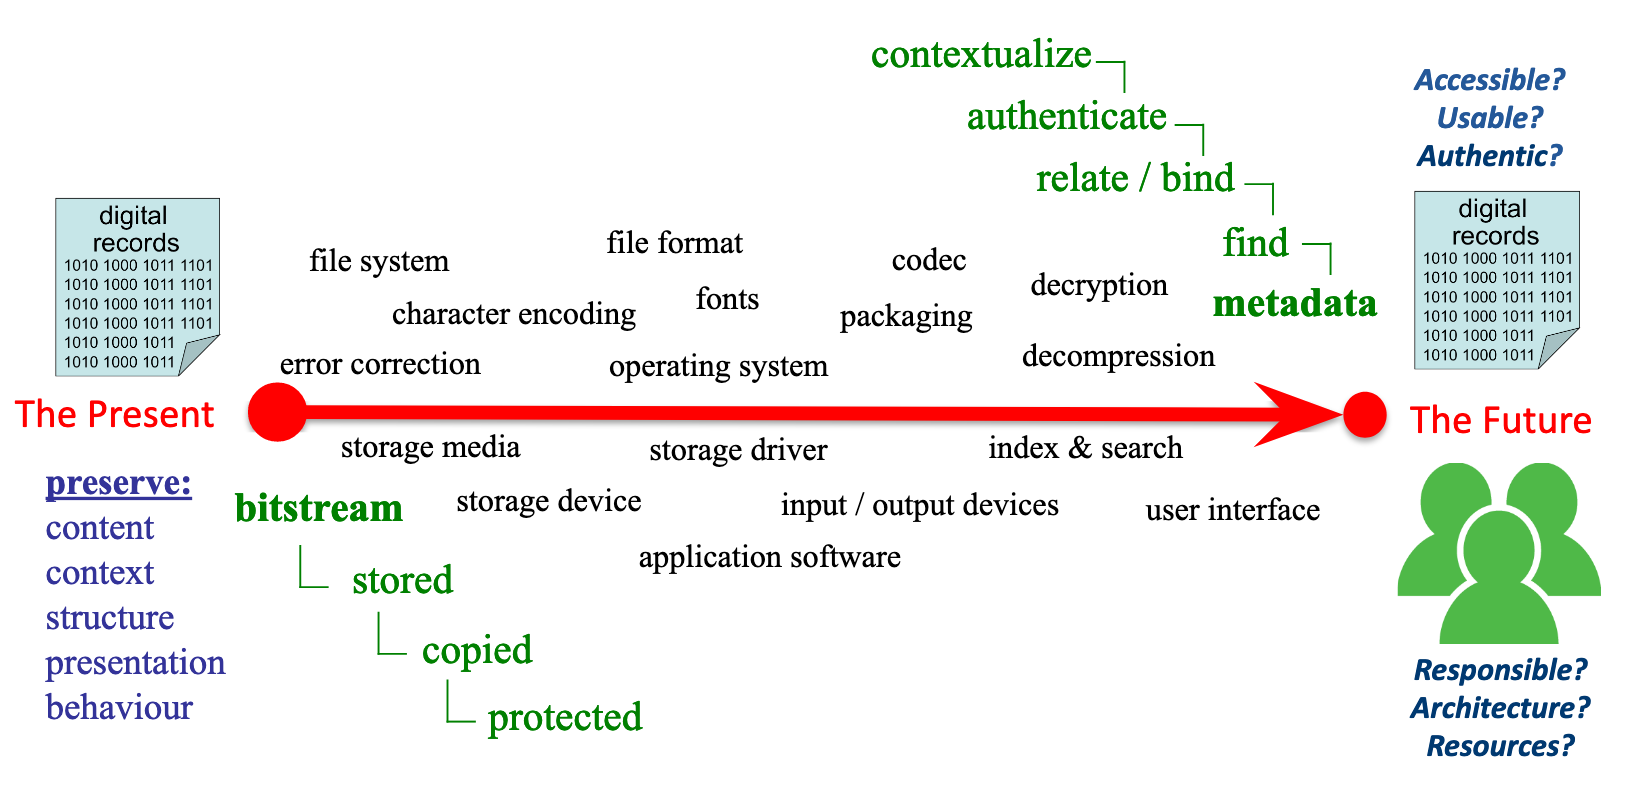 contextualize
authenticate
relate / bind
find
metadata
Accessible?
Usable?
Authentic?
digital
records
1010 1000 1011 1101
1010 1000 1011 1101
1010 1000 1011 1101
1010 1000 1011 1101
1010 1000 1011
1010 1000 1011
digital
records
1010 1000 1011 1101
1010 1000 1011 1101
1010 1000 1011 1101
1010 1000 1011 1101
1010 1000 1011
1010 1000 1011
file system
file format
codec
decryption
character encoding
fonts
packaging
error correction
operating system
decompression
The Present
The Future
storage media
storage driver
index & search
storage device
input / output devices
user interface
application software
preserve:
content
context
structure
presentation
behaviour
bitstream
stored
copied
protected
Responsible?
Architecture?
Resources?